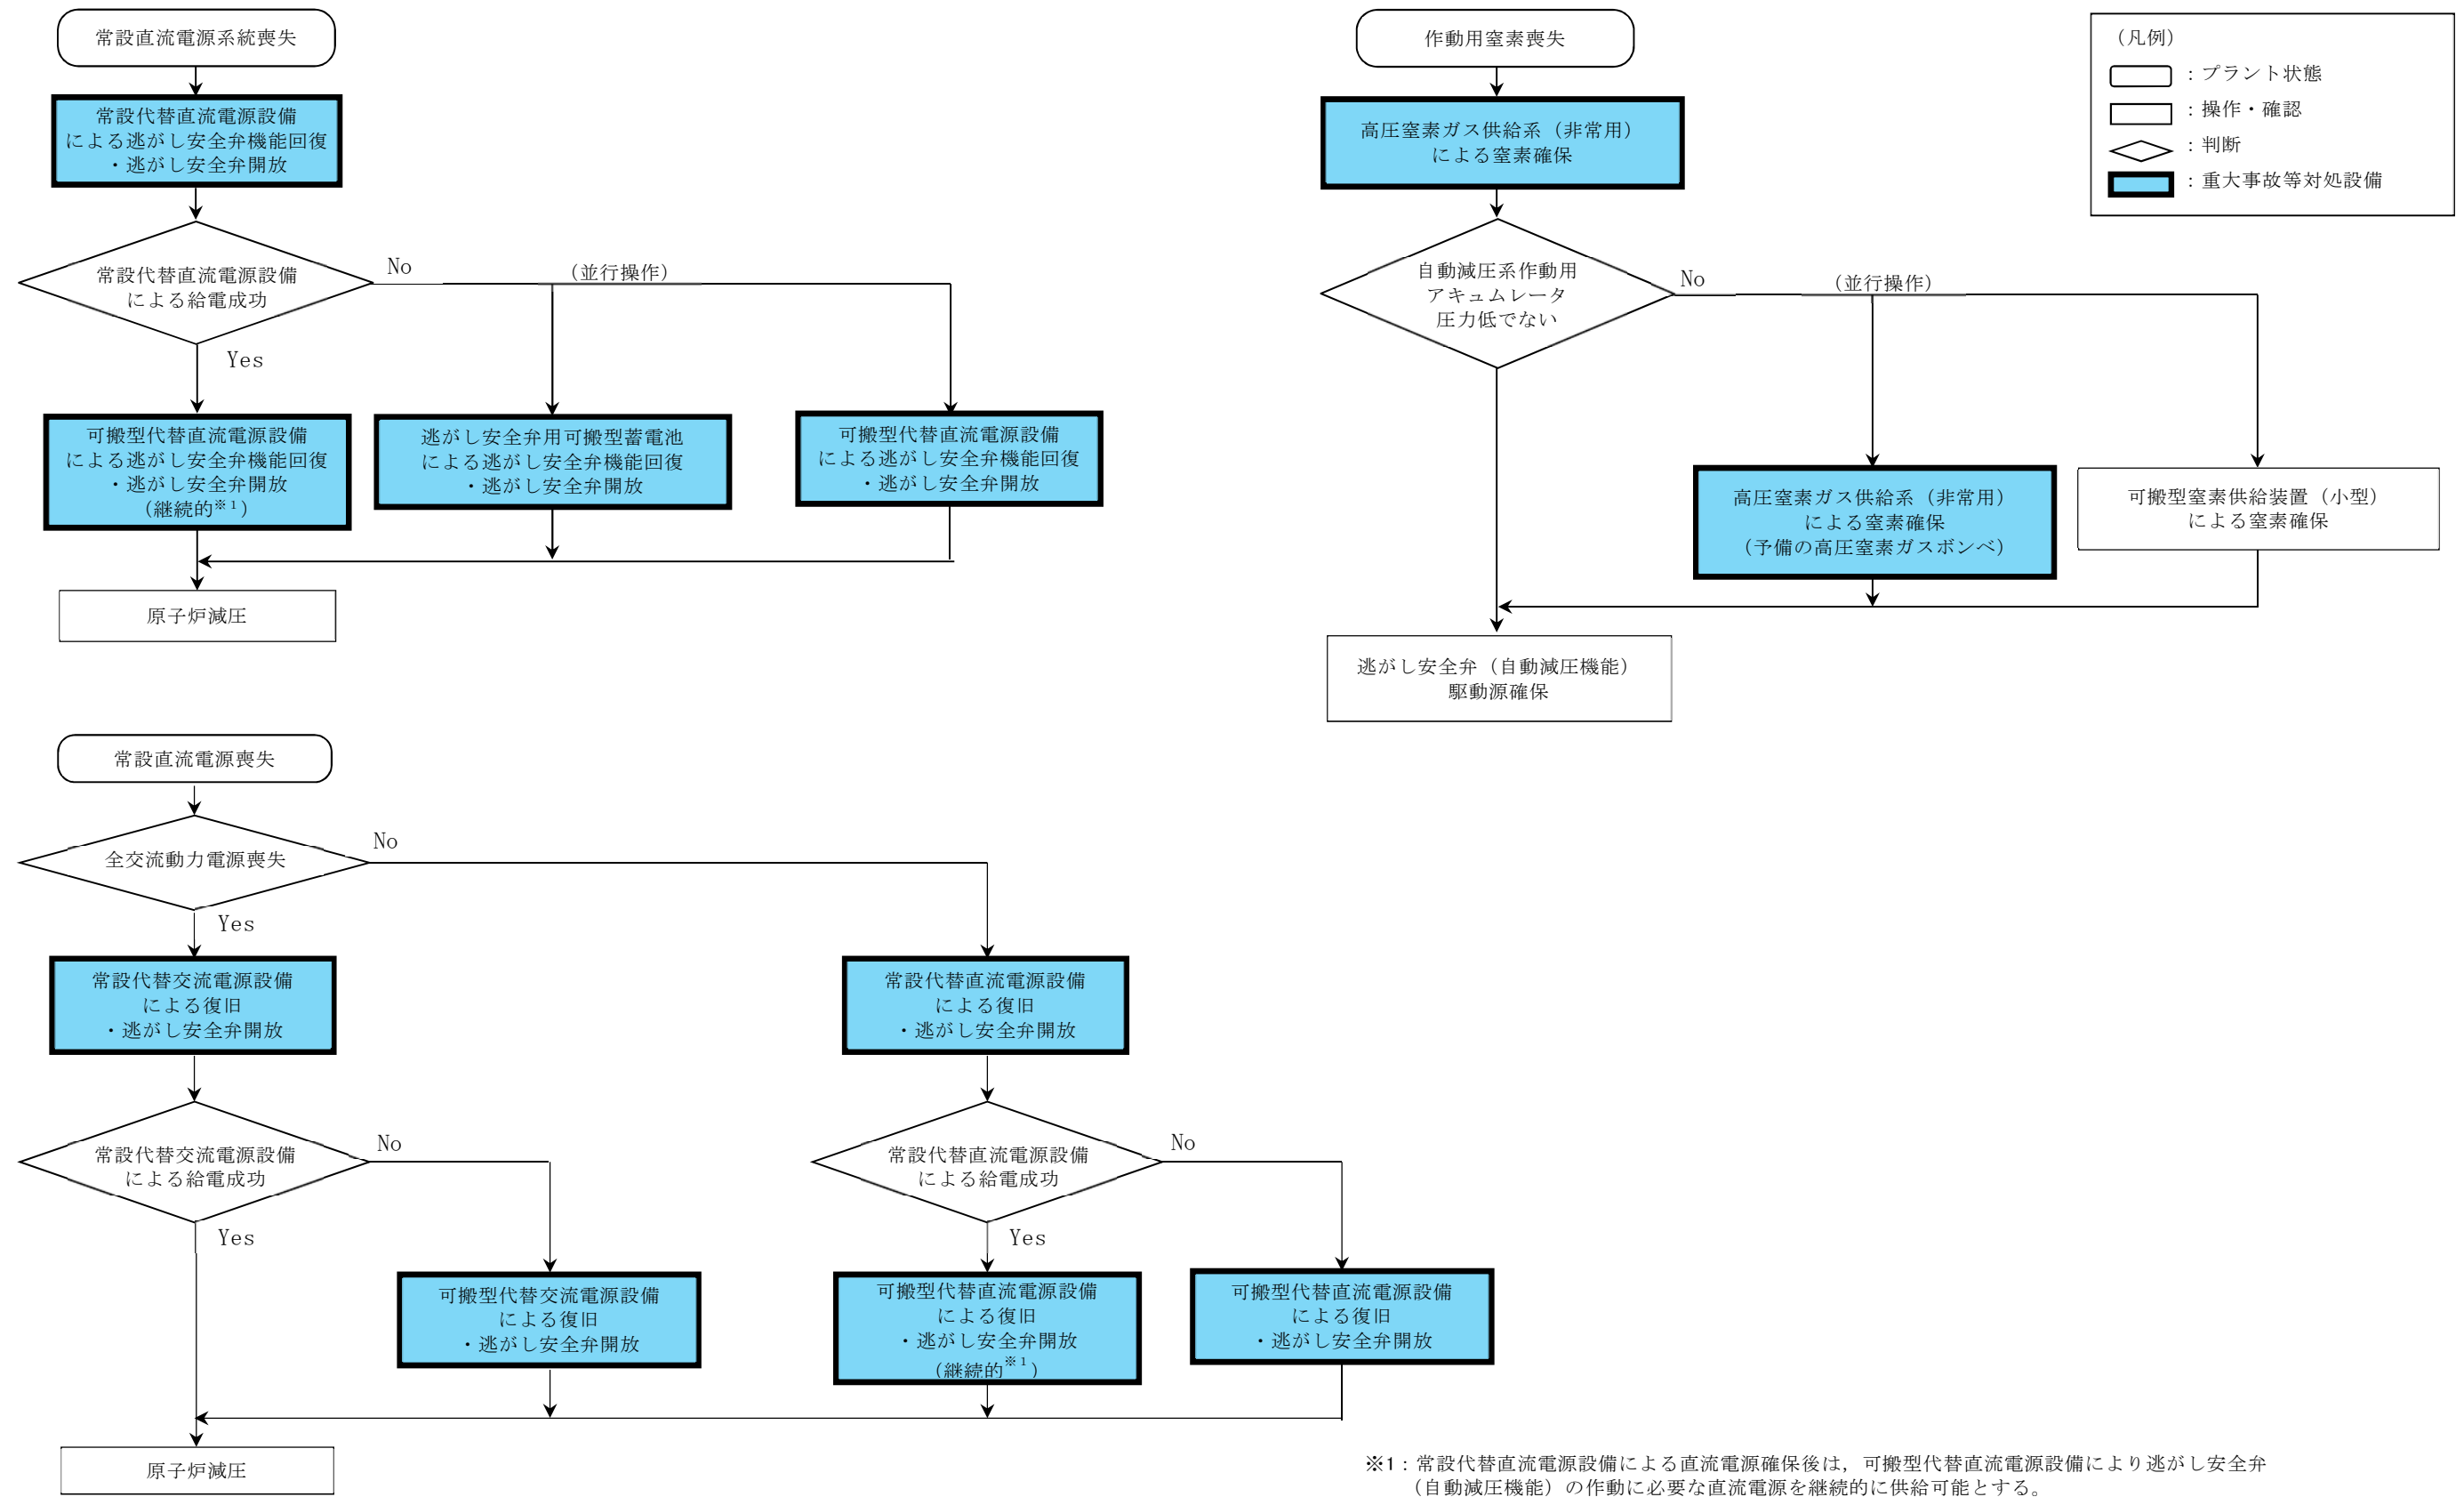 常設直流電源系統喪失
常設代替直流電源設備
による逃がし安全弁機能回復
・逃がし安全弁開放
常設代替直流電源設備
による給電成功
No
(並行操作)
Yes
可搬型代替直流電源設備
による逃がし安全弁機能回復
・逃がし安全弁開放
(継続的※1)
逃がし安全弁用可搬型蓄電池
による逃がし安全弁機能回復
・逃がし安全弁開放
可搬型代替直流電源設備
による逃がし安全弁機能回復
・逃がし安全弁開放
原子炉減圧
作動用窒素喪失
高圧窒素ガス供給系(非常用)
による窒素確保
自動減圧系作動用
アキュムレータ
圧力低でない
No
(並行操作)
高圧窒素ガス供給系(非常用)
による窒素確保
(予備の高圧窒素ガスボンベ)
可搬型窒素供給装置(小型)
による窒素確保
逃がし安全弁(自動減圧機能)
駆動源確保
(凡例)
:プラント状態
:操作・確認
:判断
:重大事故等対処設備
常設直流電源喪失
全交流動力電源喪失
No
Yes
常設代替交流電源設備
による復旧
・逃がし安全弁開放
常設代替直流電源設備
による復旧
・逃がし安全弁開放
常設代替交流電源設備
による給電成功
No
Yes
常設代替直流電源設備
による給電成功
No
Yes
可搬型代替交流電源設備
による復旧
・逃がし安全弁開放
可搬型代替直流電源設備
による復旧
・逃がし安全弁開放
(継続的※1)
可搬型代替直流電源設備
による復旧
・逃がし安全弁開放
原子炉減圧
※1:常設代替直流電源設備による直流電源確保後は,可搬型代替直流電源設備により逃がし安全弁
(自動減圧機能)の作動に必要な直流電源を継続的に供給可能とする。